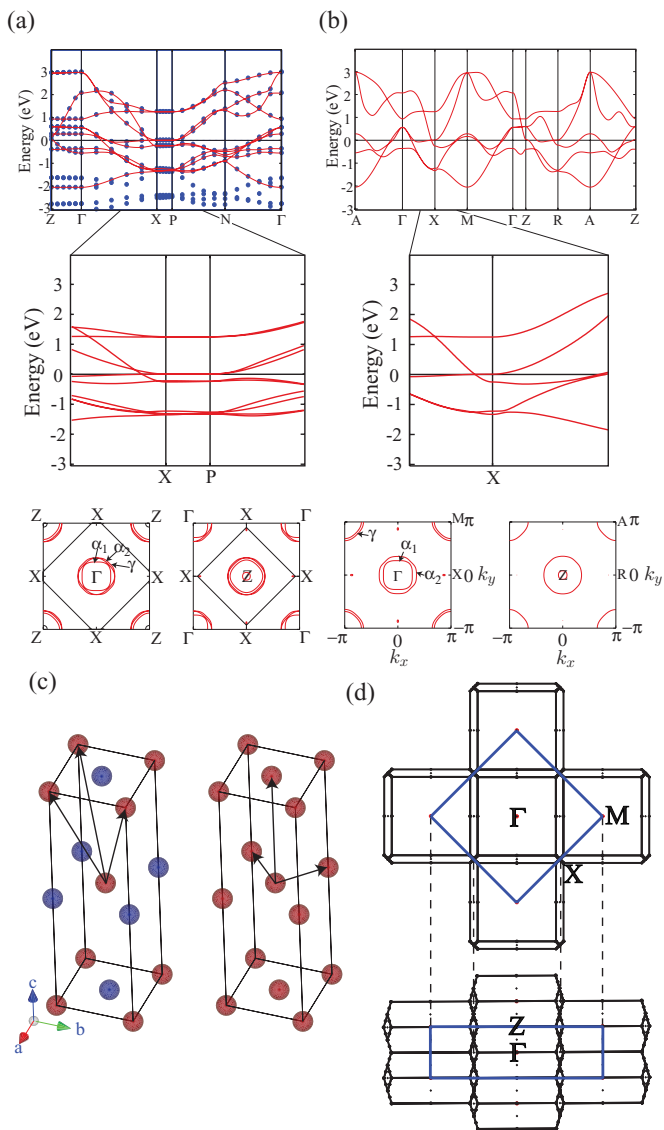 (a)
(b)
Energy (eV)
3
2
1
0
-1
-2
-3
Z Γ X P N Γ
Energy (eV)
3
2
1
0
-1
-2
-3
A Γ X M Γ Z R A Z
Energy (eV)
3
2
1
0
-1
-2
-3
X P
Energy (eV)
3
2
1
0
-1
-2
-3
X
Z X Z
α1 α2
γ
X Γ X
Z X Z
Γ X Γ
X Z X
Γ X Γ
M π
γ α1
Γ α2 X 0 ky
−π 0 π −π
kx
A π
Z R 0 ky
−π 0 π −π
kx
(c)
(d)
c
b
a
Γ
M
X
Z
Γ